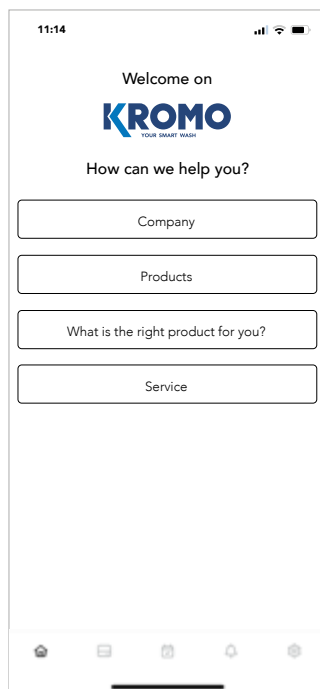 11:14
Welcome on
KROMO
YOUR SMART WASH
How can we help you?
Company
Products
What is the right product for you?
Service